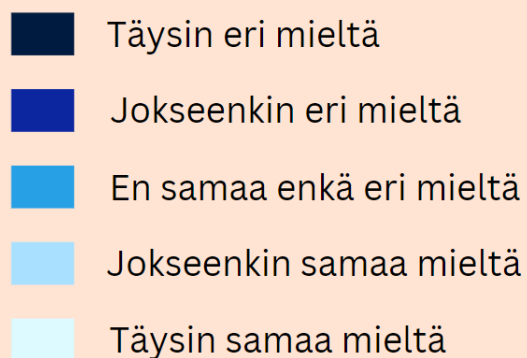 Täysin eri mieltä
Jokseenkin eri mieltä
En samaa enkä eri mieltä
Jokseenkin samaa mieltä
Täysin samaa mieltä